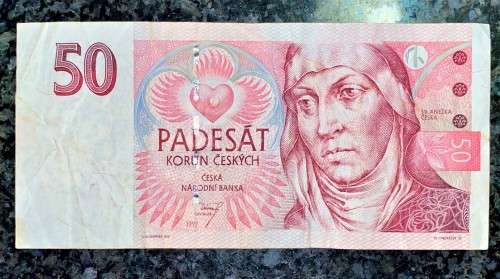 50
PADESÁT
KORUN ČESKÝCH
ČESKÁ
NÁRODNÍ BANKA
SV. ANEŽKA
ČESKÁ
50